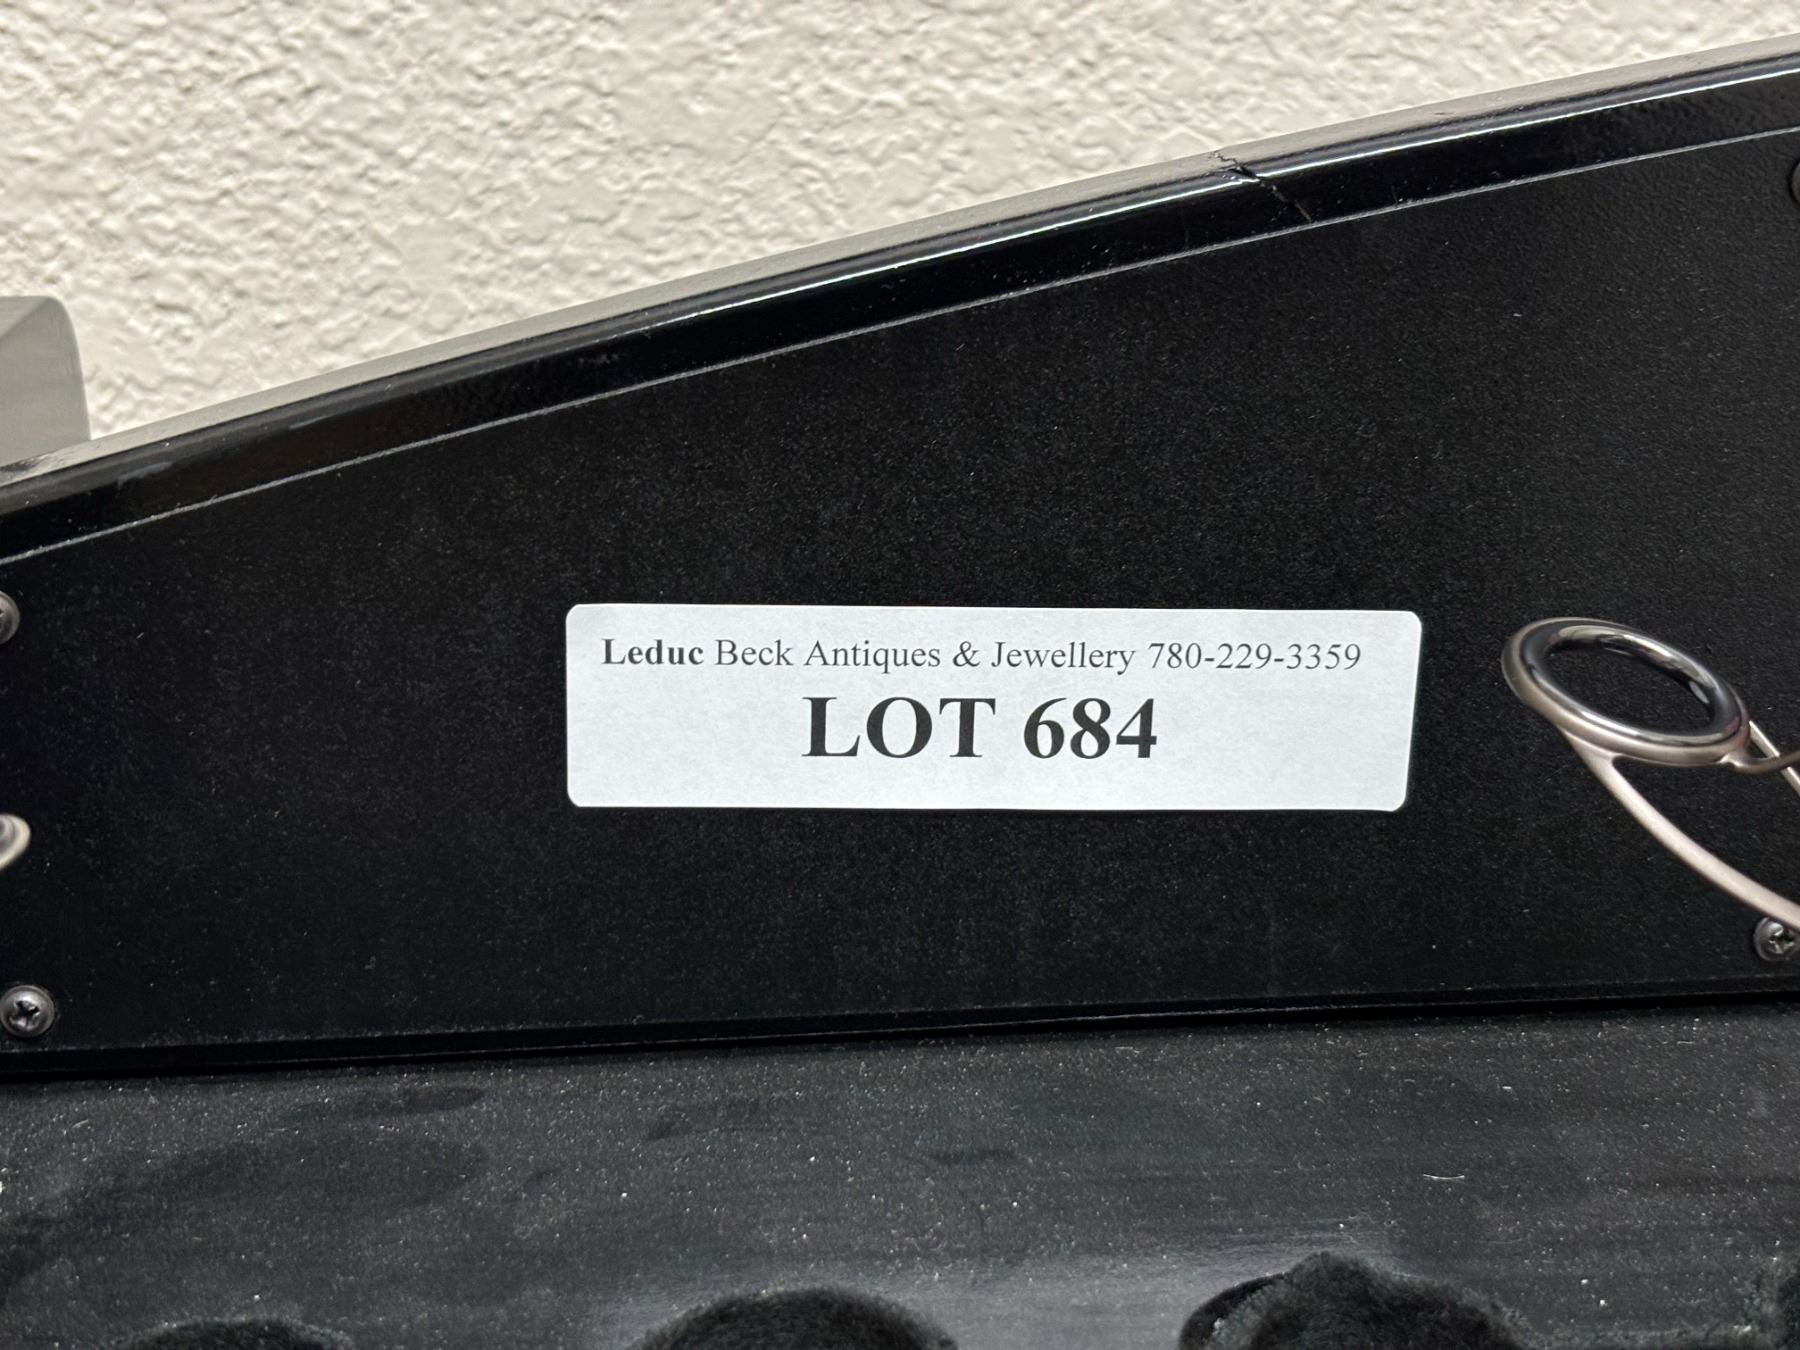 Leduc Beck Antiques & Jewellery 780-229-3359
LOT 684